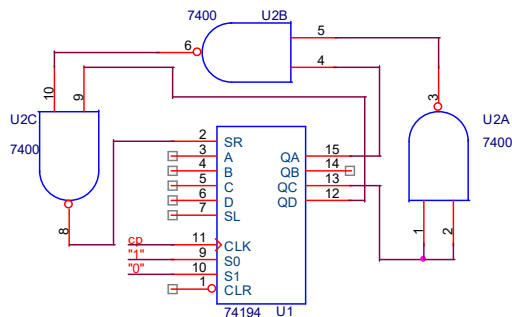 7400 U2B
6
5
4
10
9
3
U2C
7400
U2A
7400
8
1
2
2 SR
3 A QA 15
4 B QB 14
5 C QC 13
6 D QD 12
7 SL
cp 11 CLK
"1" 9 S0
"0" 10 S1
1 CLR
74194 U1